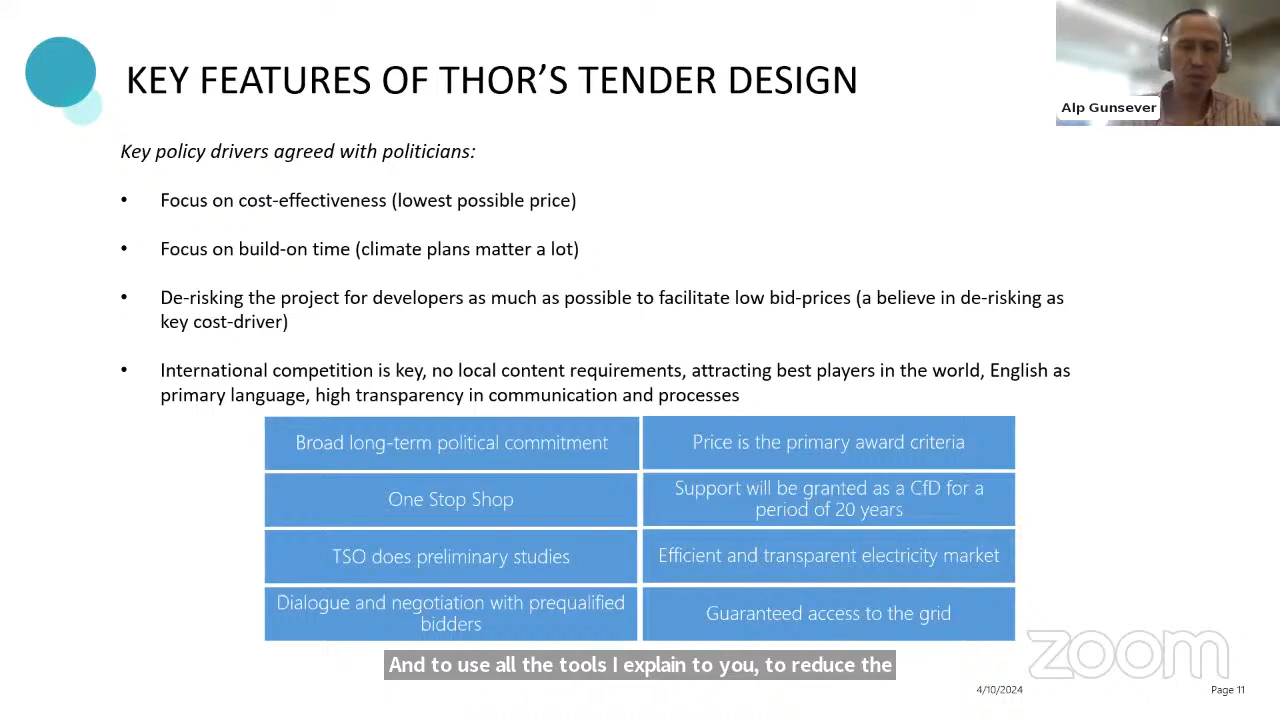 KEY FEATURES OF THOR'S TENDER DESIGN
Alp Gunsever
Key policy drivers agreed with politicians:
• Focus on cost-effectiveness (lowest possible price)
• Focus on build-on time (climate plans matter a lot)
• De-risking the project for developers as much as possible to facilitate low bid-prices (a believe in de-risking as
key cost-driver)
• International competition is key, no local content requirements, attracting best players in the world, English as
primary language, high transparency in communication and processes
Broad long-term political commitment
Price is the primary award criteria
One Stop Shop
Support will be granted as a CfD for a
period of 20 years
TSO does preliminary studies
Efficient and transparent electricity market
Dialogue and negotiation with prequalified
bidders
Guaranteed access to the grid
And to use all the tools I explain to you, to reduce the
zoom
4/10/2024
Page 11